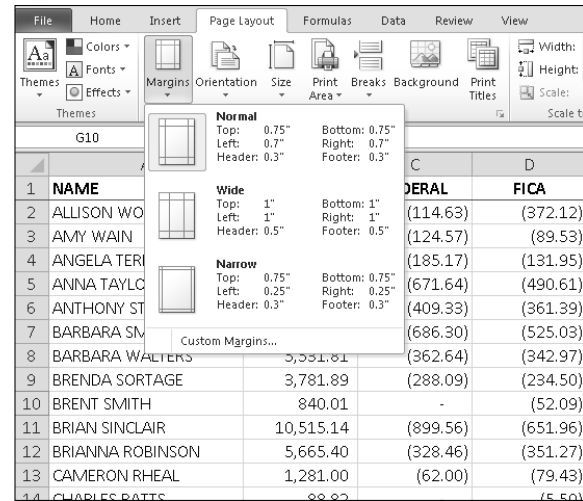 File Home Insert Page Layout Formulas Data Review View
Colors Width:
Aa A Fonts Height:
Themes Effects Margins Orientation Size Print Area Breaks Background Print Titles Scale:
Themes Scale t
G10
Normal
Top: 0.75" Bottom: 0.75"
Left: 0.7" Right: 0.7"
Header: 0.3" Footer: 0.3"
Wide
Top: 1" Bottom: 1"
Left: 1" Right: 1"
Header: 0.5" Footer: 0.5"
Narrow
Top: 0.75" Bottom: 0.75"
Left: 0.25" Right: 0.25"
Header: 0.3" Footer: 0.3"
Custom Margins...
C D
1 NAME DERAL FICA
2 ALLISON WO (114.63) (372.12)
3 AMY WAIN (124.57) (89.53)
4 ANGELA TER (185.17) (131.95)
5 ANNA TAYLO (671.64) (490.61)
6 ANTHONY ST (409.33) (361.39)
7 BARBARA SM (686.30) (525.03)
8 BARBARA WALTERS 5,531.81 (362.64) (342.97)
9 BRENDA SORTAGE 3,781.89 (288.09) (234.50)
10 BRENT SMITH 840.01 - (52.09)
11 BRIAN SINCLAIR 10,515.14 (899.56) (651.96)
12 BRIANNA ROBINSON 5,665.40 (328.46) (351.27)
13 CAMERON RHEAL 1,281.00 (62.00) (79.43)
14 CHARLES BATTS 88.82 - (5.50)